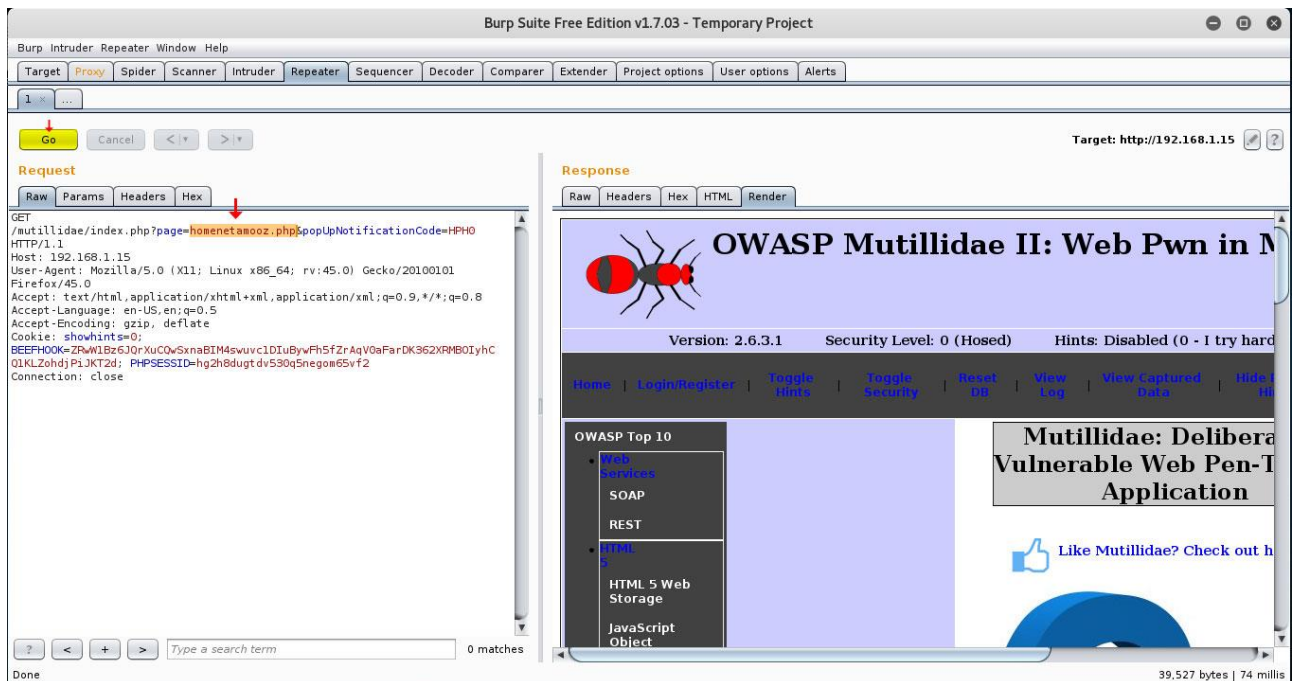 Burp Suite Free Edition v1.7.03 - Temporary Project
Burp Intruder Repeater Window Help
Target Proxy Spider Scanner Intruder Repeater Sequencer Decoder Comparer Extender Project options User options Alerts
1 × ...
Go Cancel < > Target: http://192.168.1.15 ?
Request
Raw Params Headers Hex
GET
/mutillidae/index.php?page=homenetamooz.php&popUpNotificationCode=HPH0
HTTP/1.1
Host: 192.168.1.15
User-Agent: Mozilla/5.0 (X11; Linux x86_64; rv:45.0) Gecko/20100101
Firefox/45.0
Accept: text/html,application/xhtml+xml,application/xml;q=0.9,*/*;q=0.8
Accept-Language: en-US,en;q=0.5
Accept-Encoding: gzip, deflate
Cookie: showhints=0;
BEEFHOOK=ZRwW1Bz6JQrXuCQwSxnaBIM4swuvc1DIuBywFh5fZrAqV0aFarDK362XRMBOIyhC
Q1KLZohdjPiJKT2d; PHPSESSID=hg2h8dugtdv530q5negom65vf2
Connection: close
? < + > Type a search term 0 matches
Response
Raw Headers Hex HTML Render
OWASP Mutillidae II: Web Pwn in M
Version: 2.6.3.1 Security Level: 0 (Hosed) Hints: Disabled (0 - I try hard
Home | Login/Register | Toggle Hints | Toggle Security | Reset DB | View Log | View Captured Data | Hide
OWASP Top 10
Web
Services
SOAP
REST
HTML
5
HTML 5 Web
Storage
JavaScript
Object
Mutillidae: Delibera
Vulnerable Web Pen-T
Application
Like Mutillidae? Check out h
Done 39,527 bytes | 74 millis